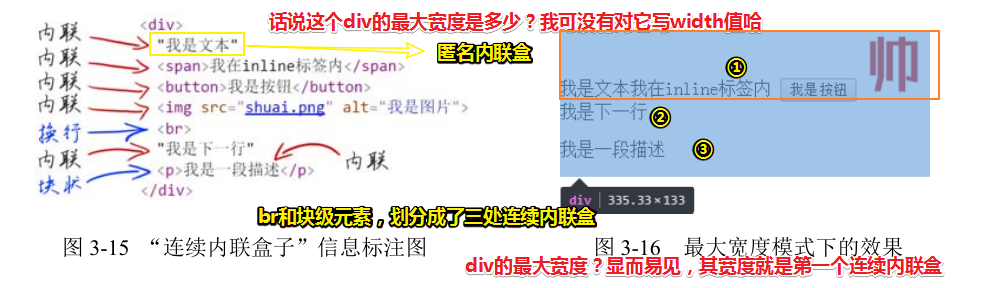 话说这个div的最大宽度是多少？我可没有对它写width值哈
内联
内联
内联
内联
换行
内联
块状
<div>
"我是文本"
<span>我在inline标签内</span>
<button>我是按钮</button>
<img src="shuai.png" alt="我是图片">
<br>
"我是下一行"
<p>我是一段描述</p>
</div>
匿名内联盒
内联
br和块级元素，划分成了三处连续内联盒
图 3-15 “连续内联盒子”信息标注图
①
帅
我是文本我在inline标签内 我是按钮
我是下一行 ②
我是一段描述 ③
div 335.33×133
图 3-16 最大宽度模式下的效果
div的最大宽度？显而易见，其宽度就是第一个连续内联盒